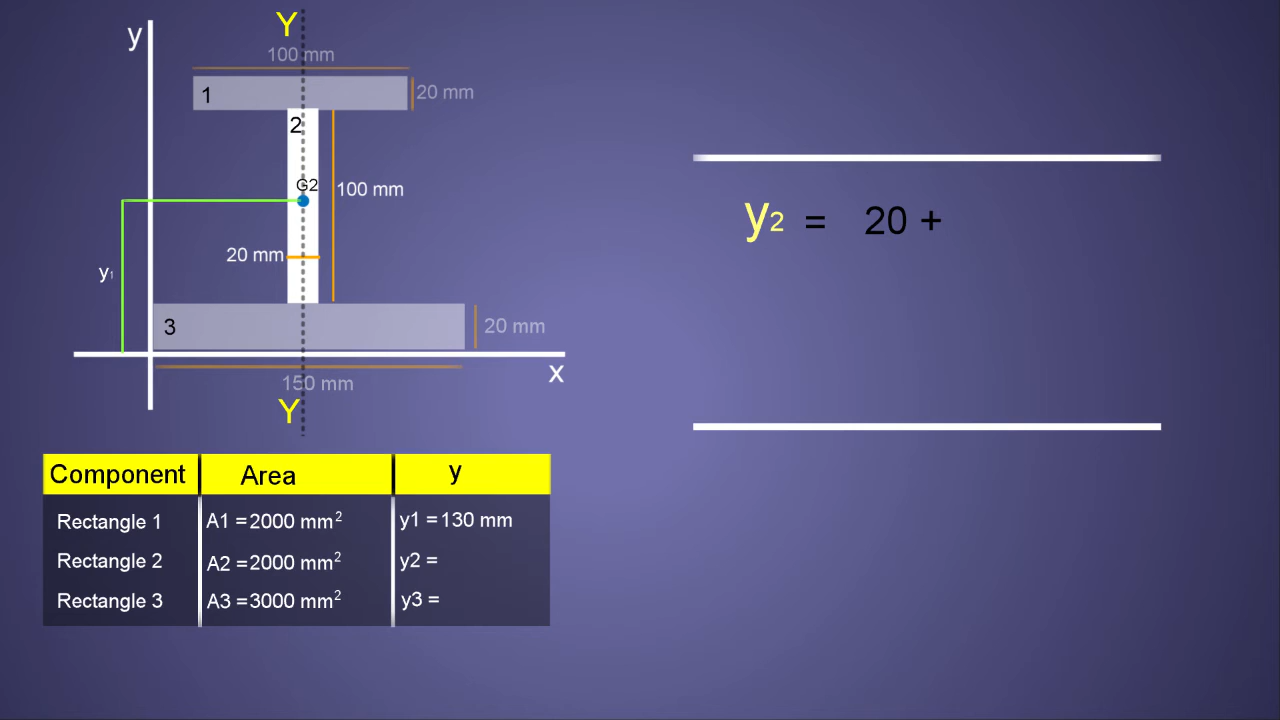 Y
y
100 mm
1
20 mm
2
G2
100 mm
y2 = 20 +
20 mm
y1
3
20 mm
x
150 mm
Y
Component Area y
Rectangle 1 A1 =2000 mm² y1 =130 mm
Rectangle 2 A2 =2000 mm² y2 =
Rectangle 3 A3 =3000 mm² y3 =